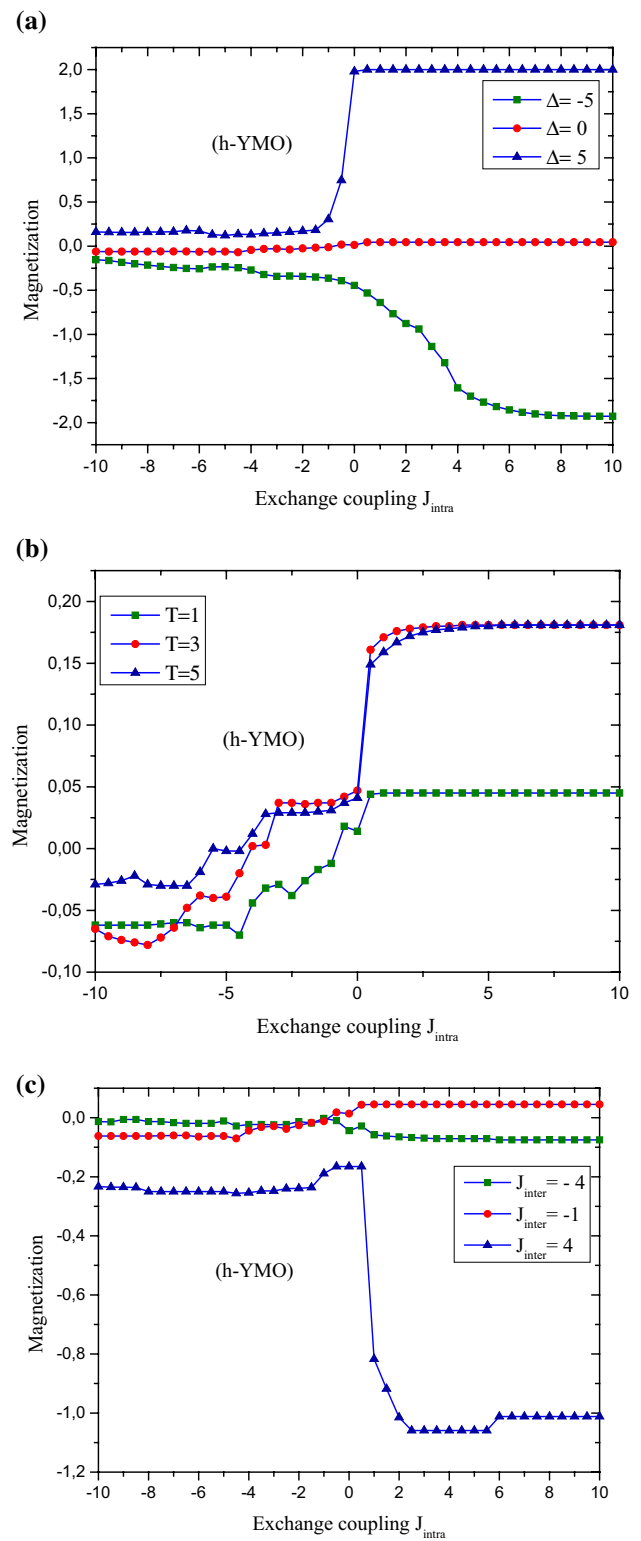 (a)
2,0
1,5
1,0
0,5
0,0
-0,5
-1,0
-1,5
-2,0
Magnetization
(h-YMO)
Δ= -5
Δ= 0
Δ= 5
-10 -8 -6 -4 -2 0 2 4 6 8 10
Exchange coupling J_intra
(b)
0,20
0,15
0,10
0,05
0,00
-0,05
-0,10
Magnetization
T=1
T=3
T=5
(h-YMO)
-10 -5 0 5 10
Exchange coupling J_intra
(c)
0,0
-0,2
-0,4
-0,6
-0,8
-1,0
-1,2
Magnetization
J_inter= - 4
J_inter= -1
J_inter= 4
(h-YMO)
-10 -8 -6 -4 -2 0 2 4 6 8 10
Exchange coupling J_intra